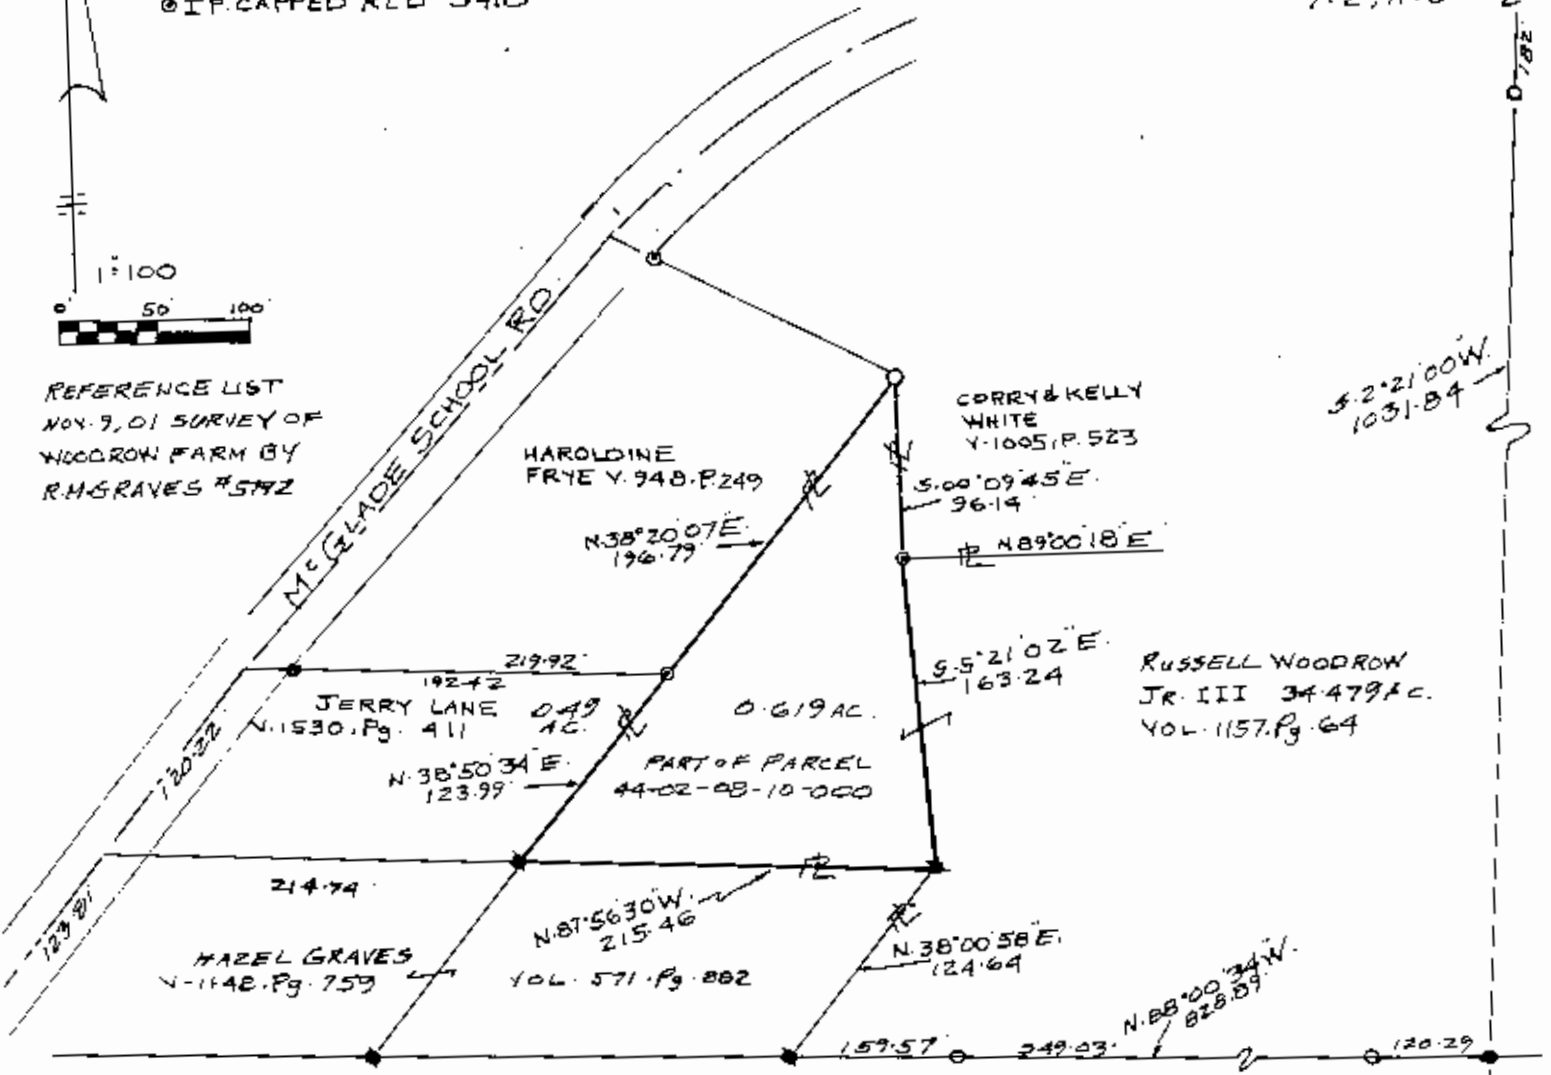 I.P. CAPPED RED 5410
182
1"=100
0 50 100
REFERENCE LIST
NOV. 9, 01 SURVEY OF
WOODROW FARM BY
R.H. GRAVES #5192
McGLADE SCHOOL RD
HAROLDINE
FRYE V. 948. P. 249
CORRY & KELLY
WHITE
V-1005, P. 523
S. 2° 21' 00" W.
1031.84
S. 00° 09' 45" E.
96.14
N. 38° 20' 07" E.
196.79
N 89° 00' 18" E
219.92
192.42
JERRY LANE 0.49
V. 1530, Pg. 411 AC.
0.619 AC.
S. 5° 21' 02" E.
163.24
RUSSELL WOODROW
JR. III 34.479 AC.
VOL. 1157. Pg. 64
120.22
N. 38° 50' 34" E.
123.99
PART OF PARCEL
44-02-08-10-000
214.74
123.81
N. 87° 56' 30" W.
215.46
HAZEL GRAVES
V-1148. Pg. 759
VOL. 571. Pg. 882
N. 38° 00' 58" E.
124.64
N. 88° 00' 34" W.
828.89
159.57
249.03
120.29